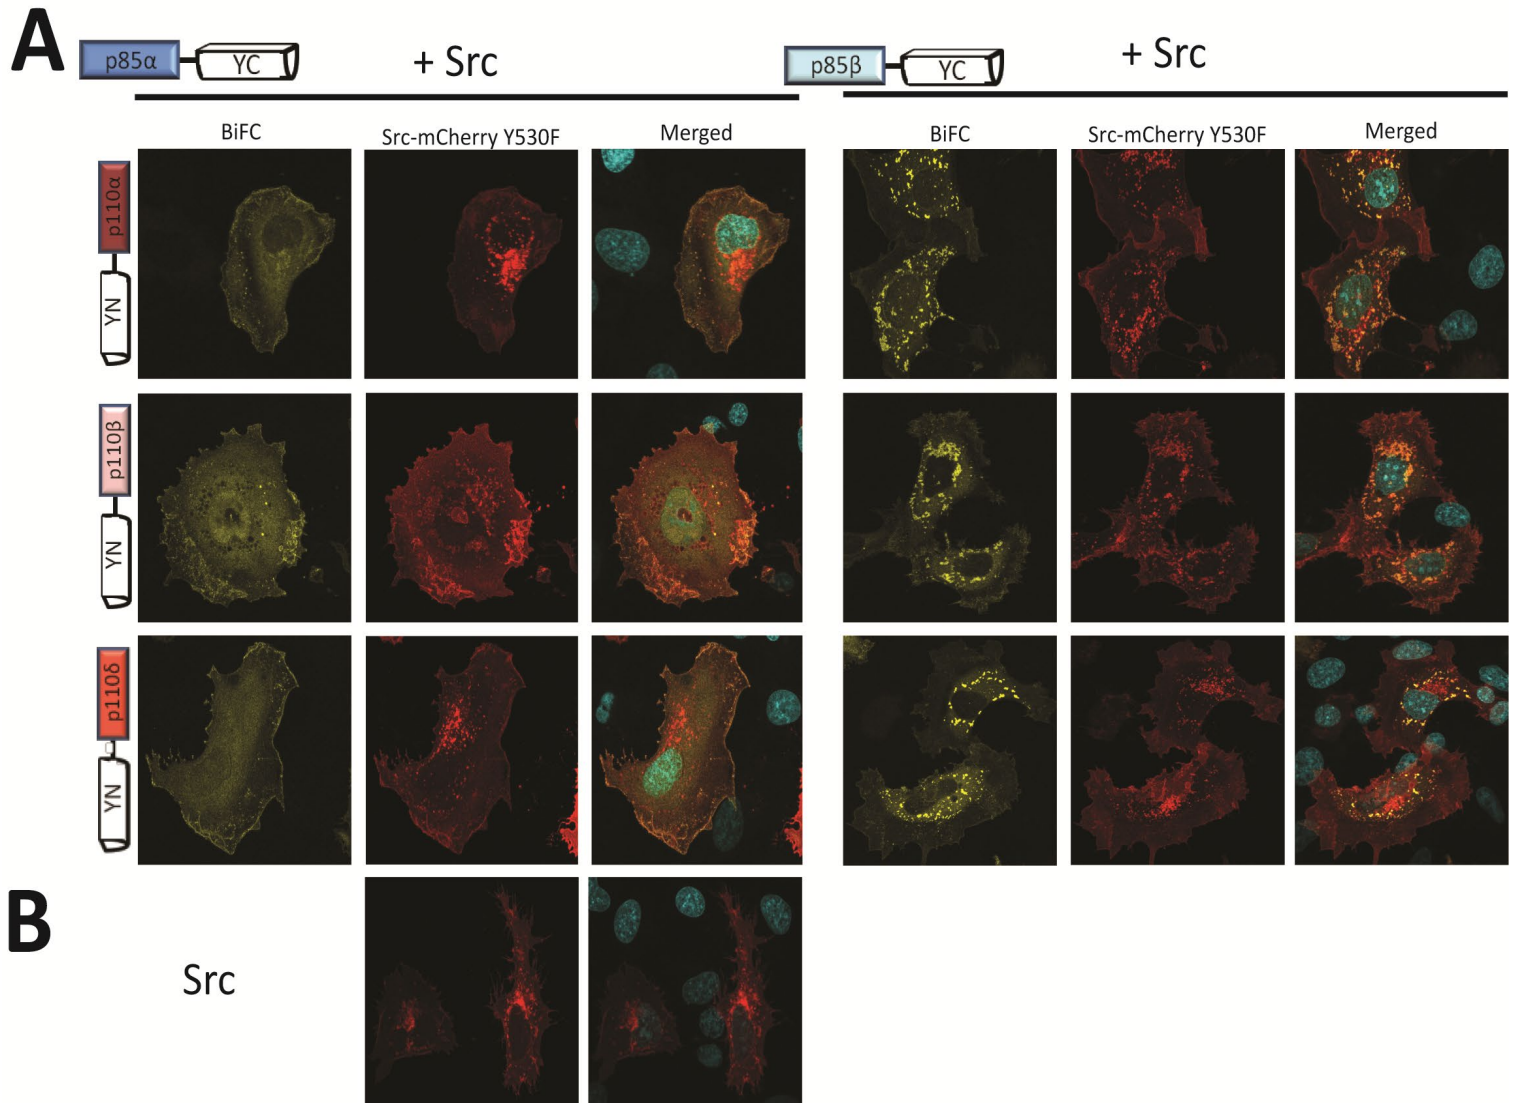 A
p85α YC + Src p85β YC + Src
BiFC Src-mCherry Y530F Merged BiFC Src-mCherry Y530F Merged
p110α
YN
p110β
YN
p110δ
YN
B
Src